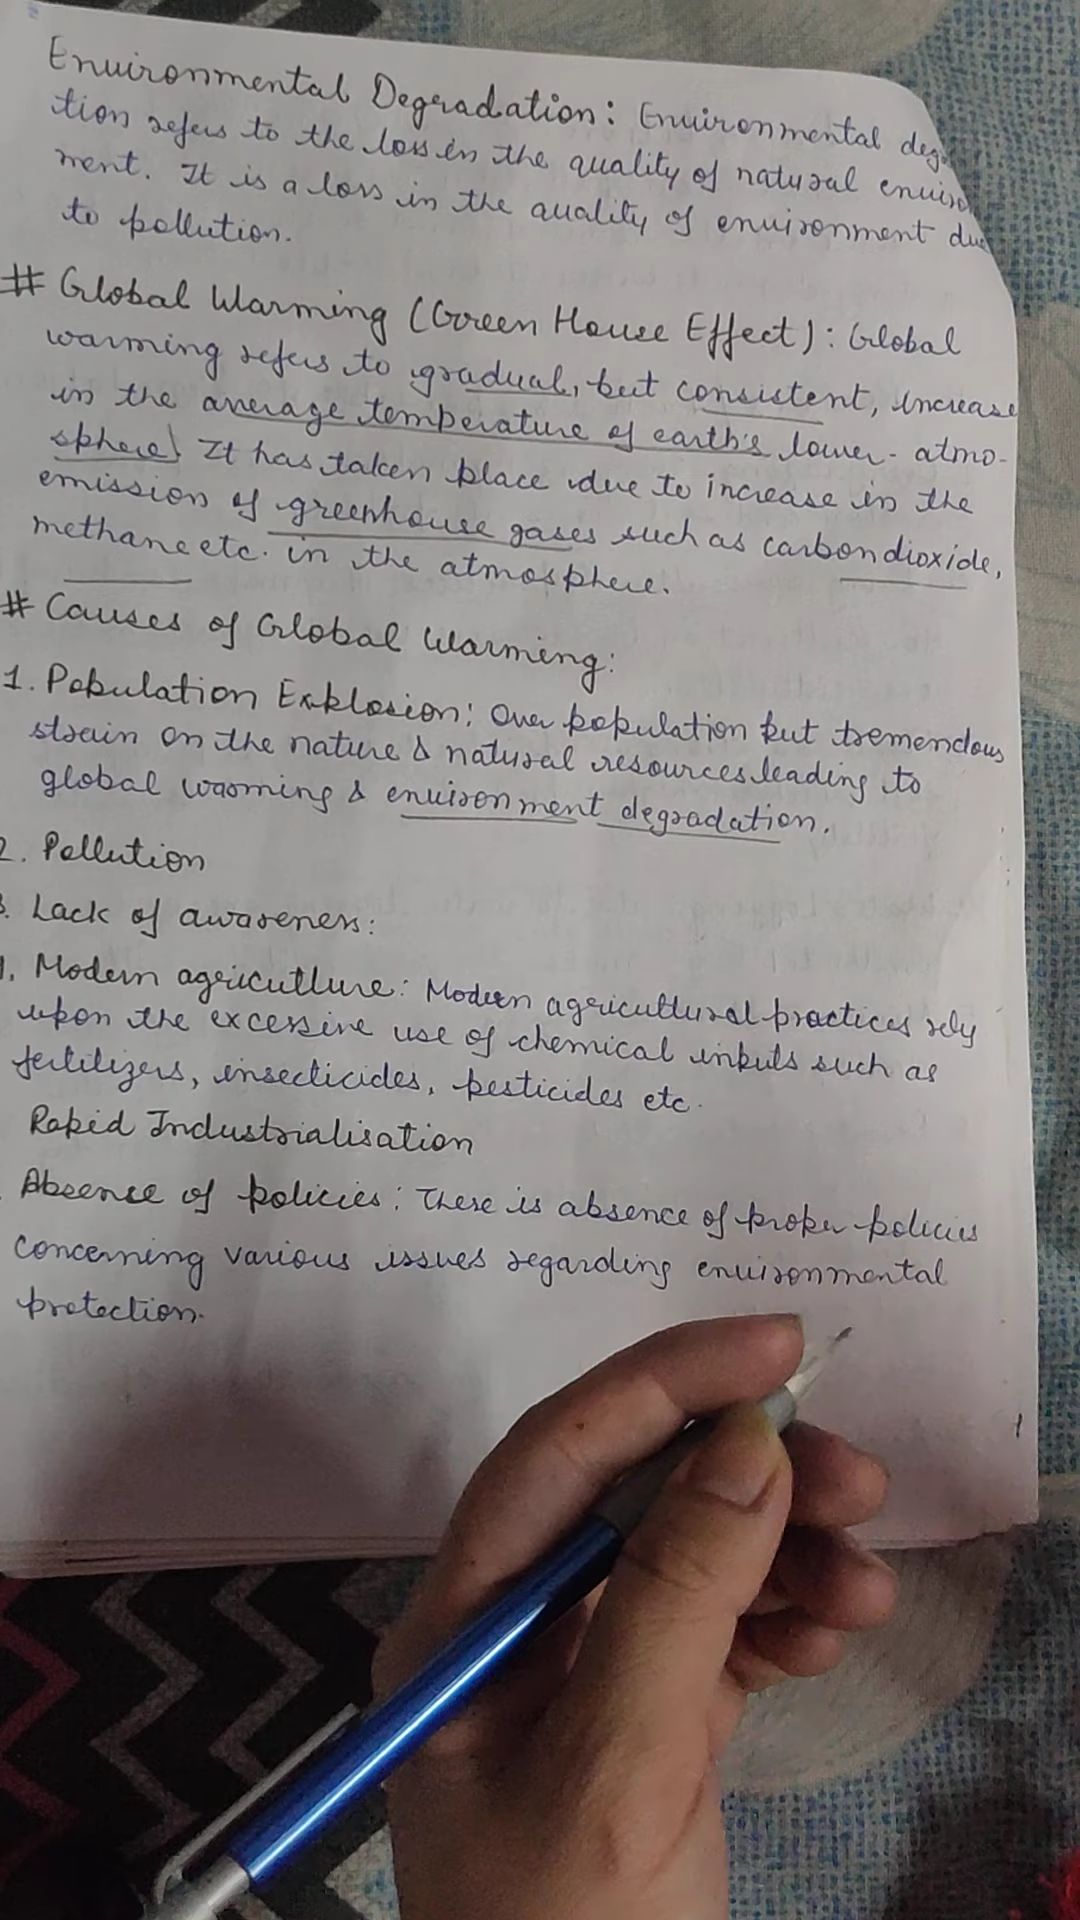 Environmental Degradation: Environmental deg
tion refers to the loss in the quality of natural enviro
ment. It is a loss in the quality of environment due
to pollution.
# Global Warming (Green House Effect): Global
warming refers to gradual, but consistent, increase
in the average temperature of earth's lower- atmo-
sphere. It has taken place due to increase in the
emission of greenhouse gases such as carbondioxide,
methane etc. in the atmosphere.
# Causes of Global Warming:
1. Population Explosion: Over population put tremendous
strain on the nature & natural resources leading to
global warming & environment degradation.
2. Pollution
3. Lack of awareness:
Modern agricutlure: Modern agricultural practices rely
upon the excessive use of chemical inputs such as
fertilizers, insecticides, pesticides etc.
Rapid Industrialisation
Absence of policies: There is absence of proper policies
concerning various issues regarding environmental
protection.